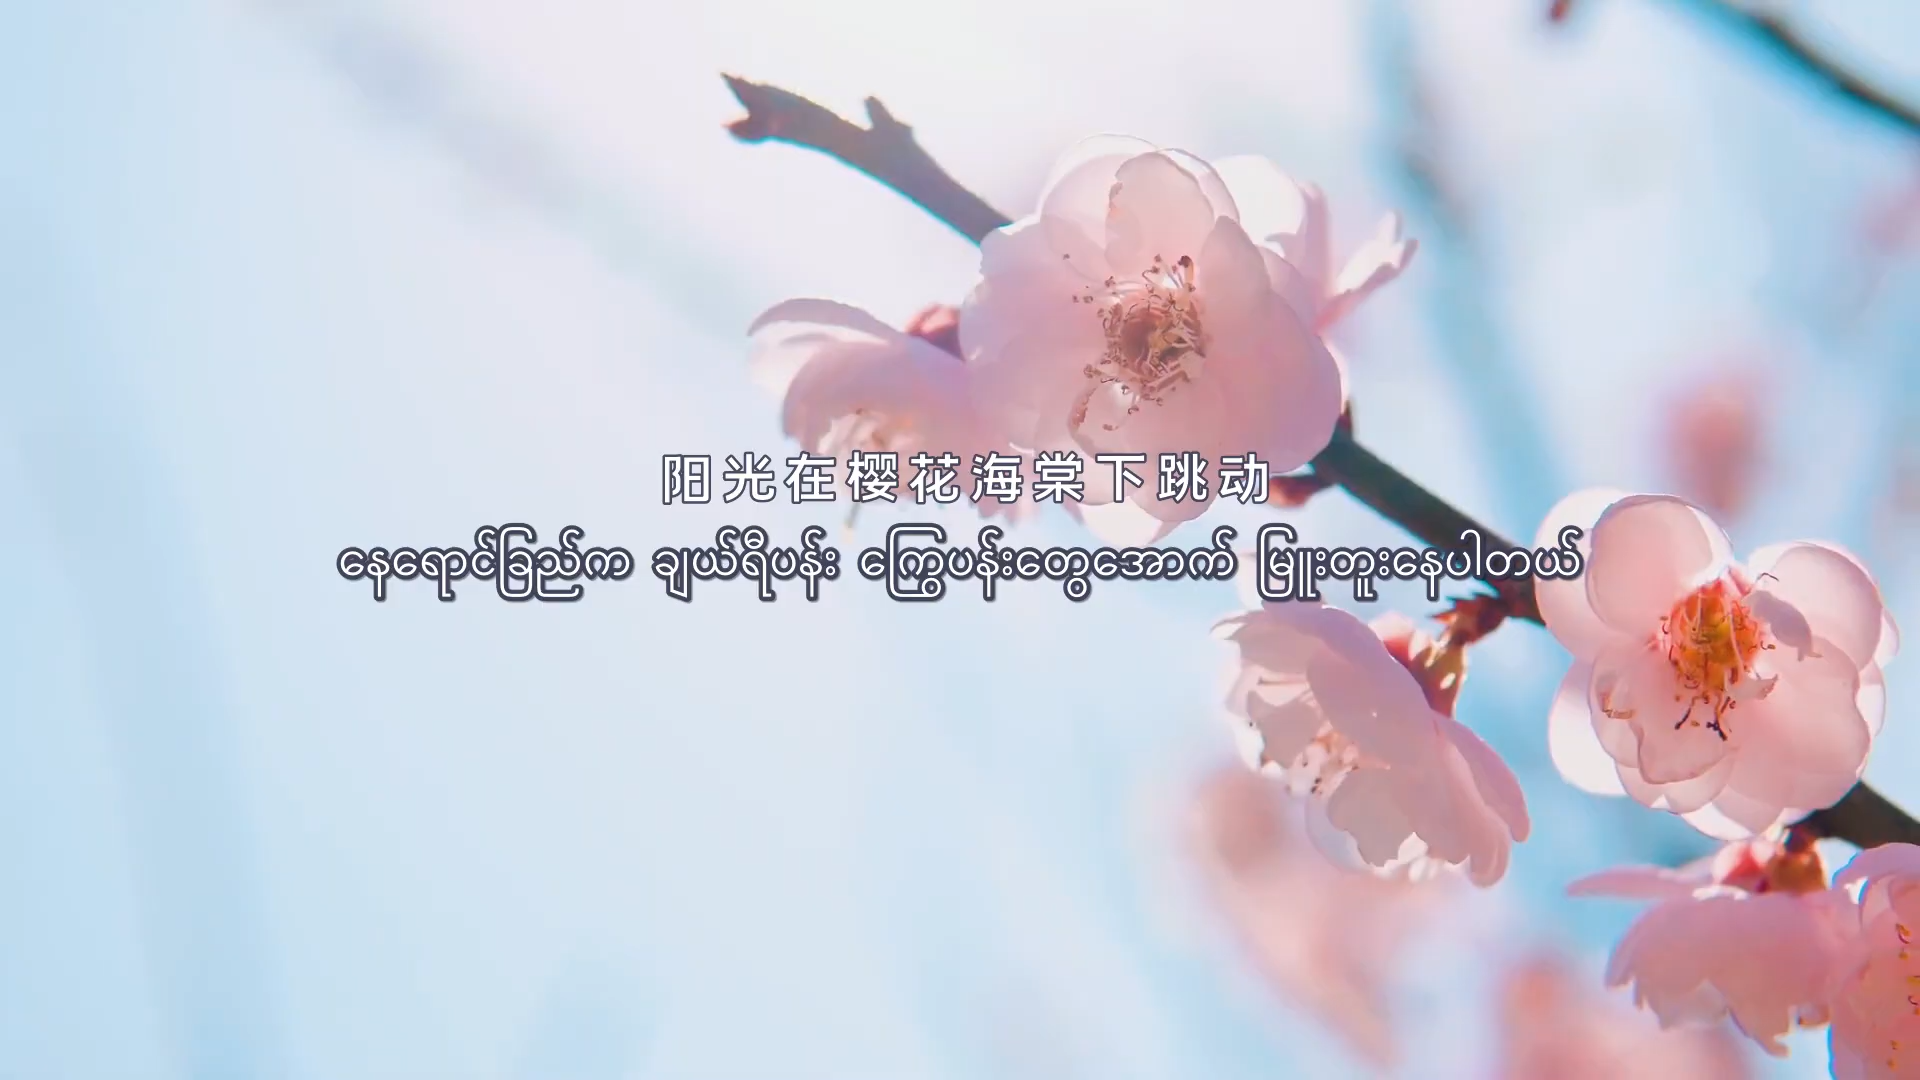 阳光在樱花海棠下跳动
နေရောင်ခြည်က ချယ်ရီပန်း ကြွေပန်းတွေအောက် မြူးတူးနေပါတယ်